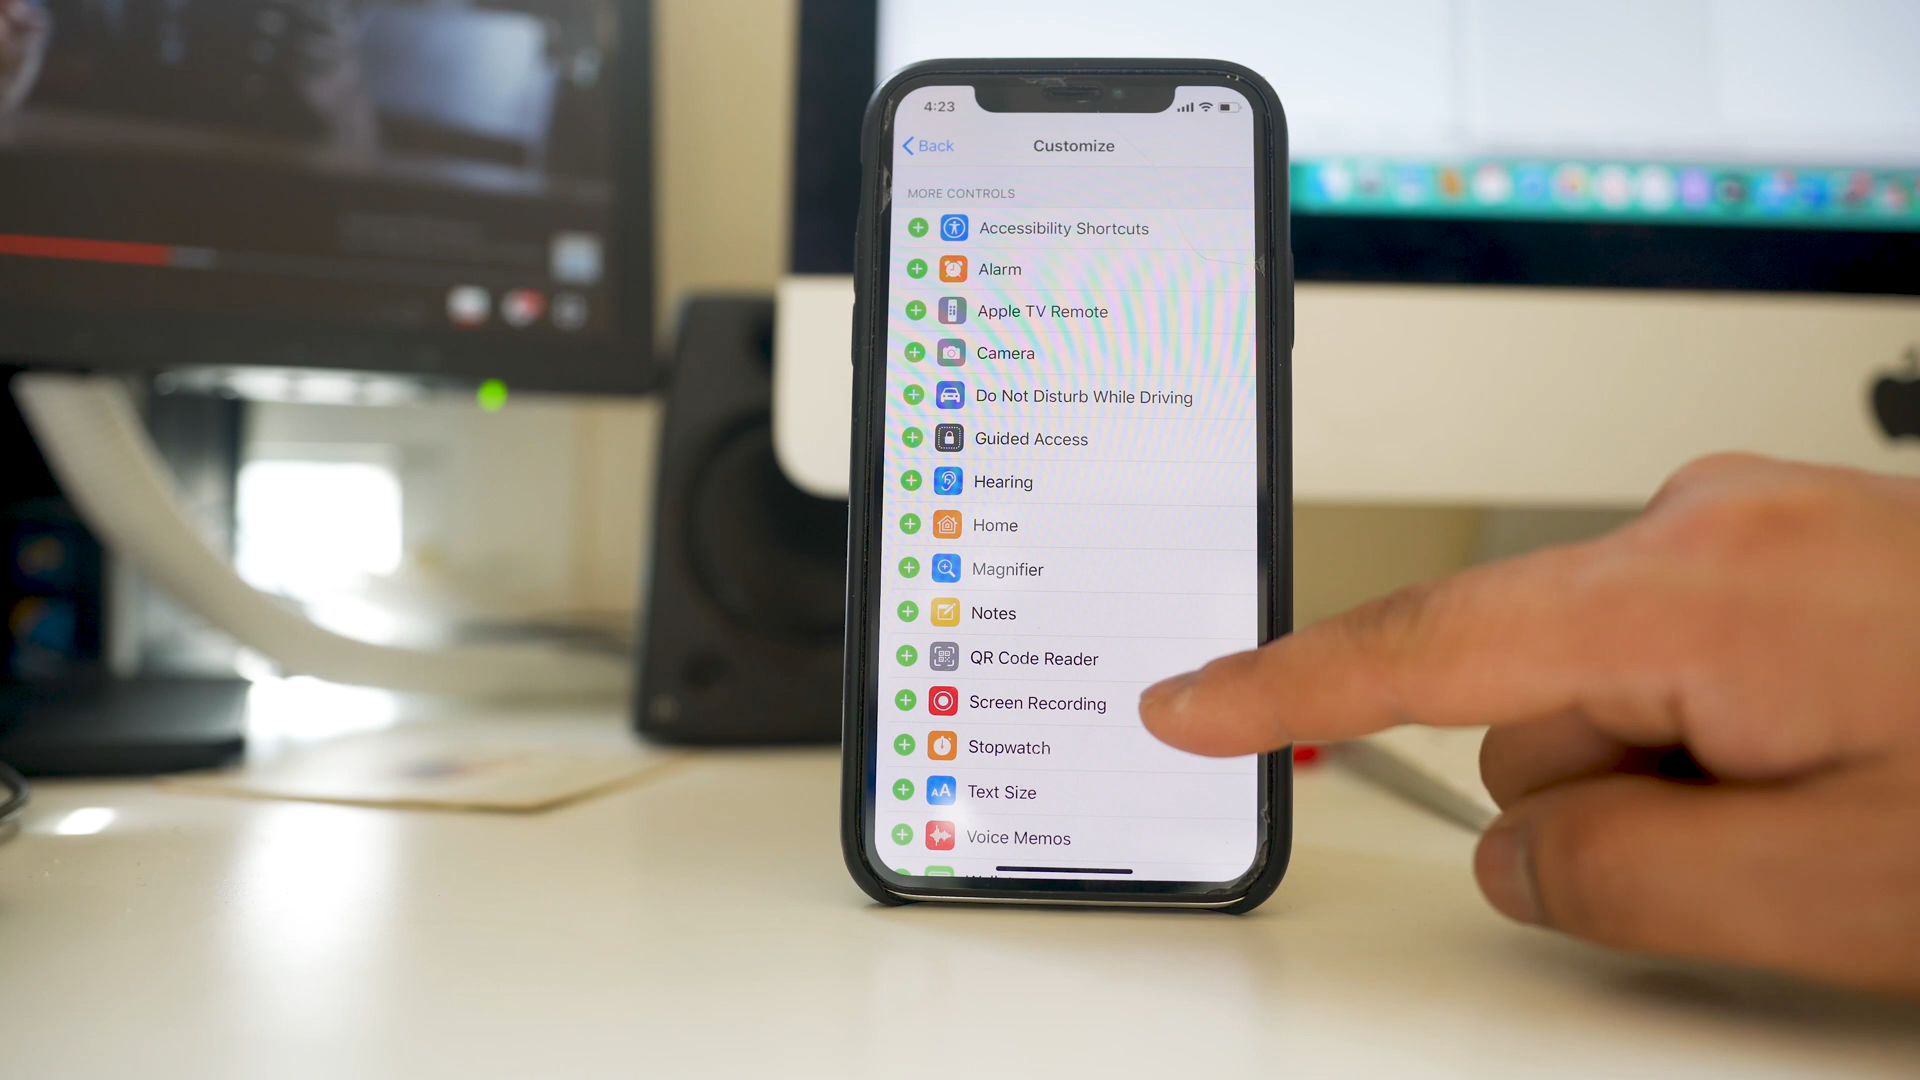 4:23
Back
Customize
MORE CONTROLS
Accessibility Shortcuts
Alarm
Apple TV Remote
Camera
Do Not Disturb While Driving
Guided Access
Hearing
Home
Magnifier
Notes
QR Code Reader
Screen Recording
Stopwatch
AA Text Size
Voice Memos